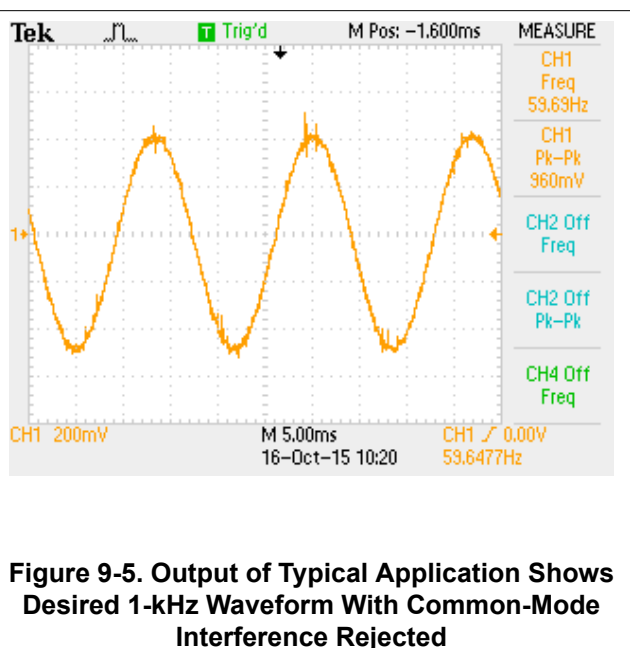 Tek T Trig'd M Pos: -1.600ms MEASURE
CH1
Freq
59.69Hz
CH1
Pk-Pk
960mV
CH2 Off
Freq
CH2 Off
Pk-Pk
CH4 Off
Freq
1
CH1 200mV M 5.00ms CH1 0.00V
16-Oct-15 10:20 59.6477Hz
Figure 9-5. Output of Typical Application Shows
Desired 1-kHz Waveform With Common-Mode
Interference Rejected